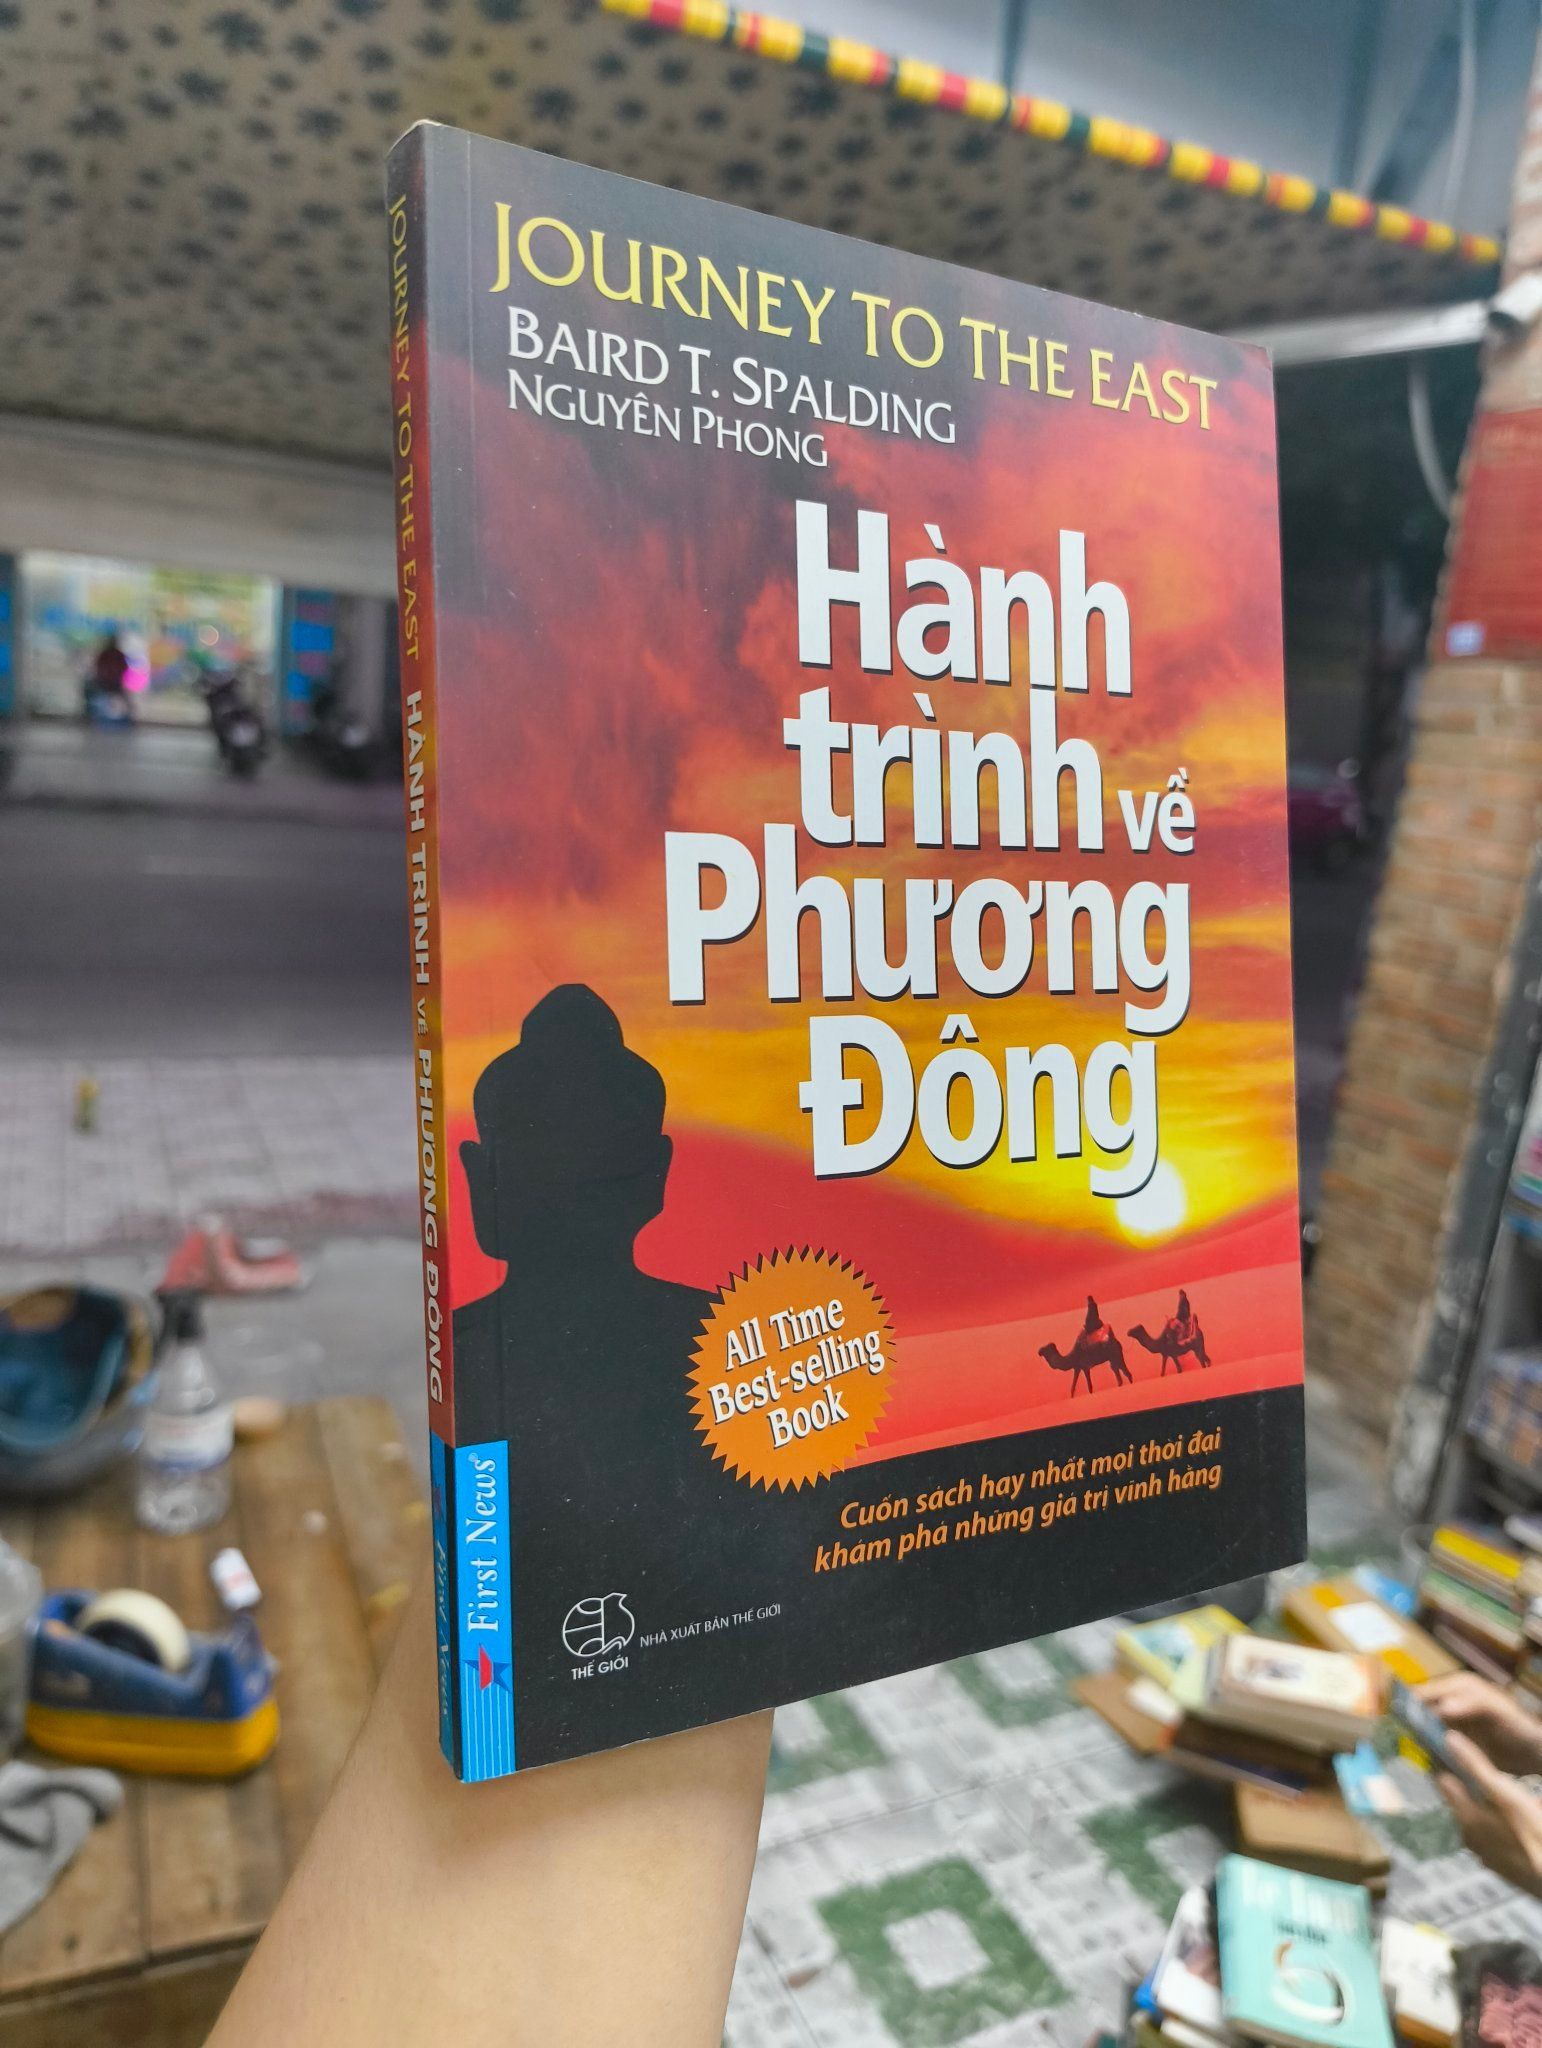 JOURNEY TO THE EAST
BAIRD T. SPALDING
NGUYÊN PHONG
Hành
trình về
Phương
Đông
All Time
Best-selling
Book
Cuốn sách hay nhất mọi thời đại
khám phá những giá trị vĩnh hằng
First News®
THẾ GIỚI
NHÀ XUẤT BẢN THẾ GIỚI
JOURNEY TO THE EAST HÀNH TRÌNH VỀ PHƯƠNG ĐÔNG
First News